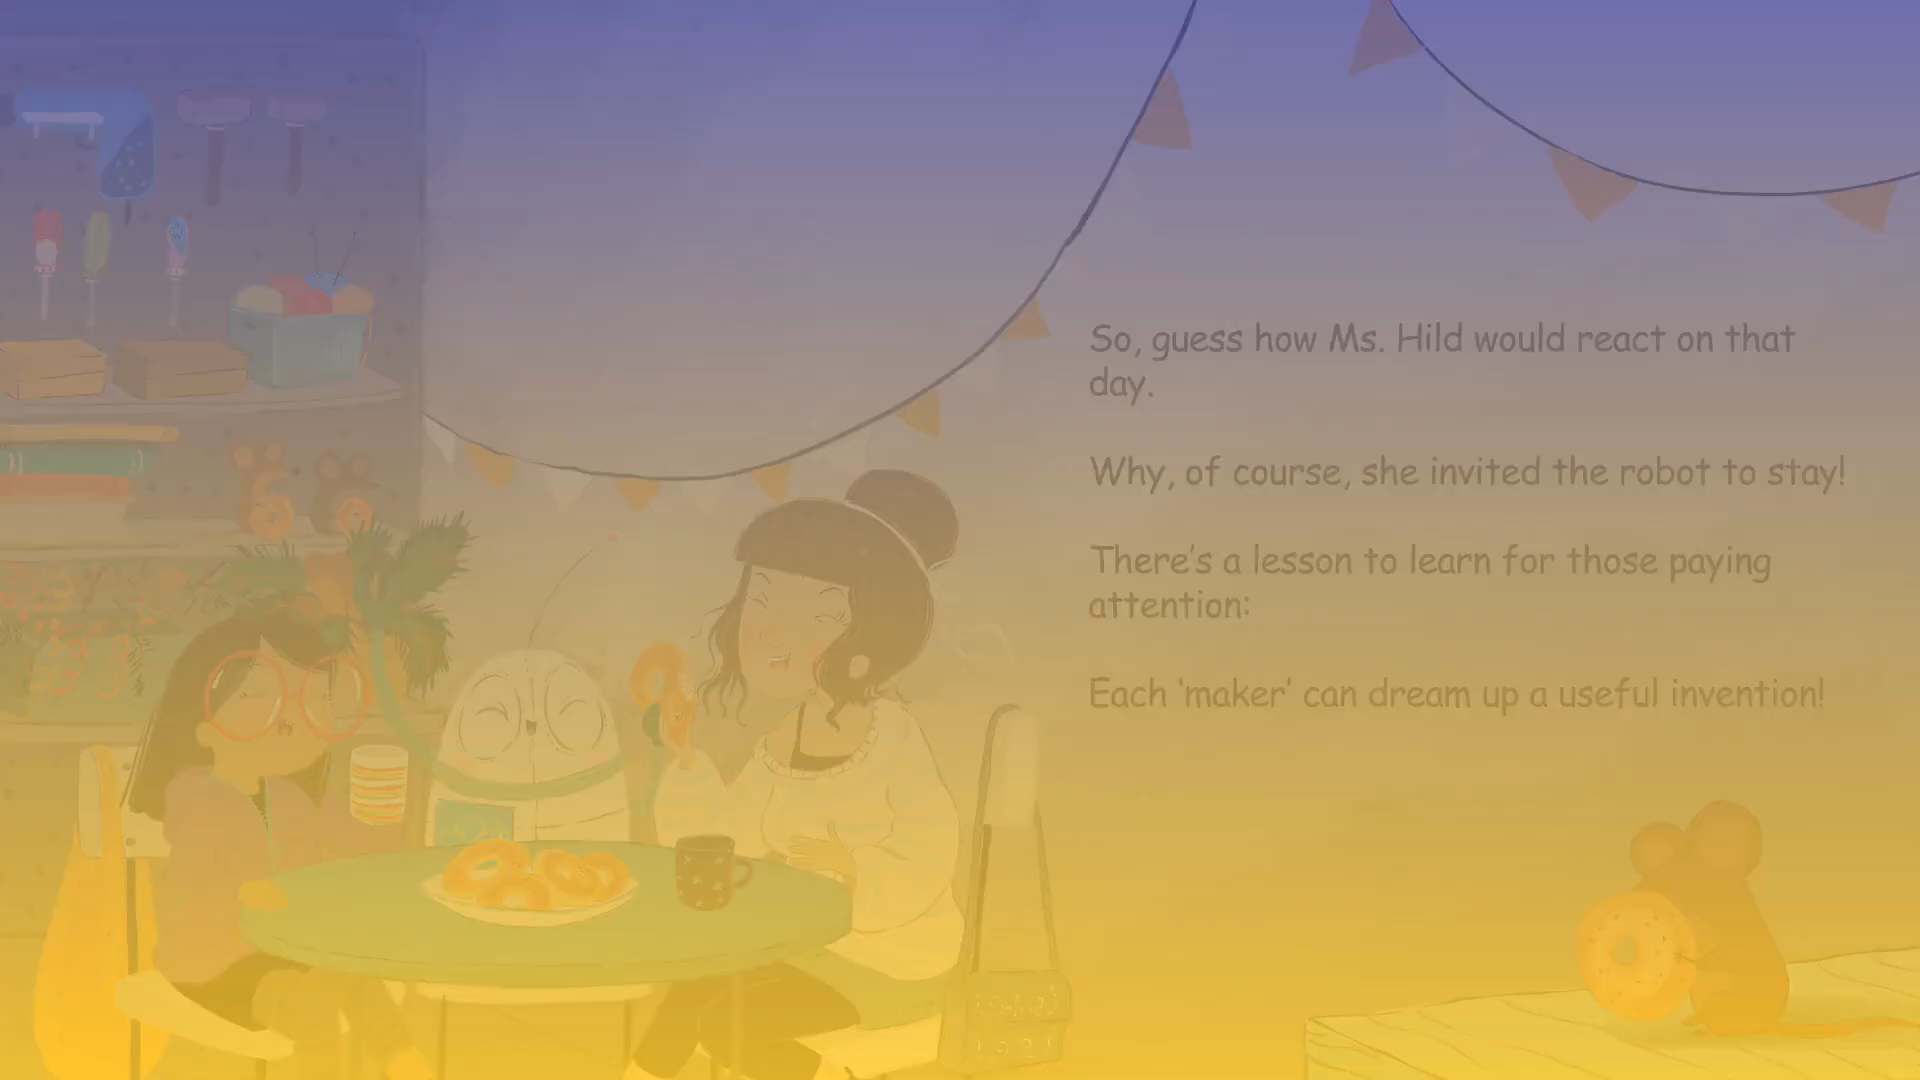 So, guess how Ms. Hild would react on that
day.
Why, of course, she invited the robot to stay!
There's a lesson to learn for those paying
attention:
Each ‘maker’ can dream up a useful invention!